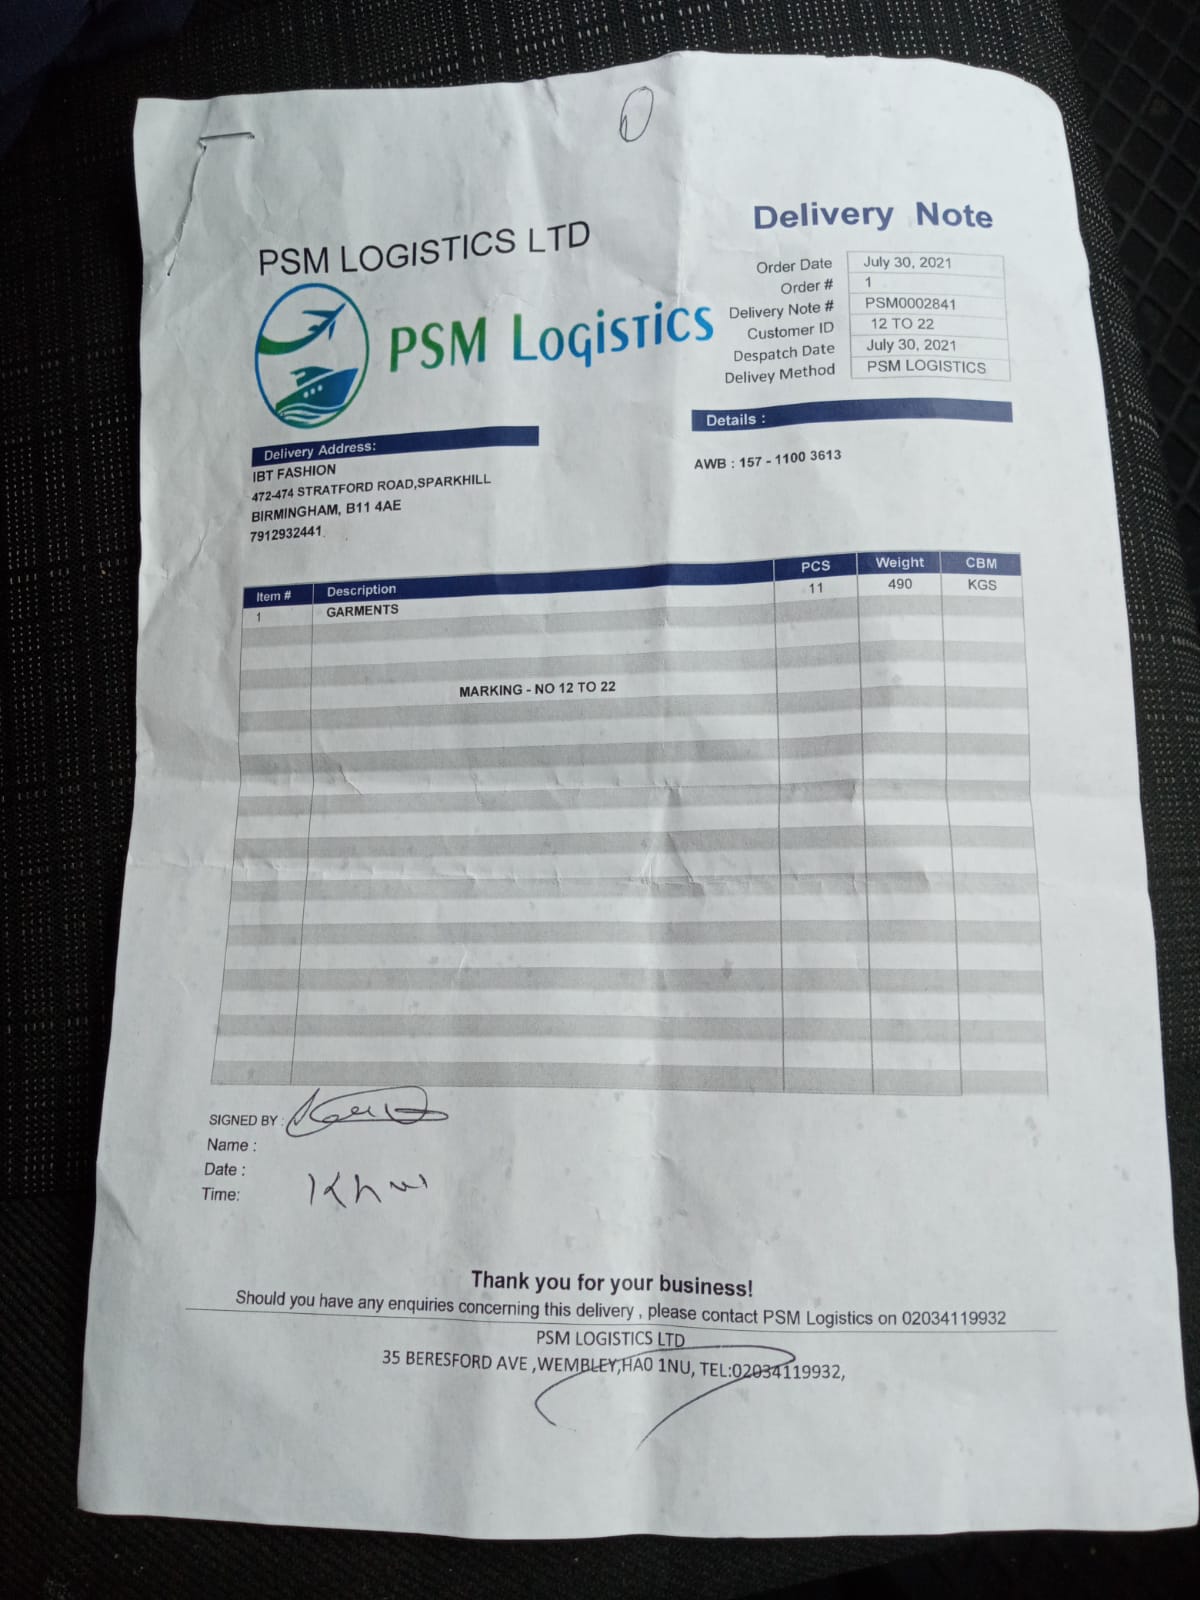 PSM LOGISTICS LTD
PSM Logistics
Delivery Note
Order Date July 30, 2021
Order # 1
Delivery Note # PSM0002841
Customer ID 12 TO 22
Despatch Date July 30, 2021
Delivey Method PSM LOGISTICS
Delivery Address:
IBT FASHION
472-474 STRATFORD ROAD,SPARKHILL
BIRMINGHAM, B11 4AE
7912932441
Details :
AWB : 157 - 1100 3613
Item # Description PCS Weight CBM
1 GARMENTS 11 490 KGS
MARKING - NO 12 TO 22
SIGNED BY :
Name :
Date :
Time:
Thank you for your business!
Should you have any enquiries concerning this delivery , please contact PSM Logistics on 02034119932
PSM LOGISTICS LTD
35 BERESFORD AVE ,WEMBLEY,HA0 1NU, TEL:02034119932,